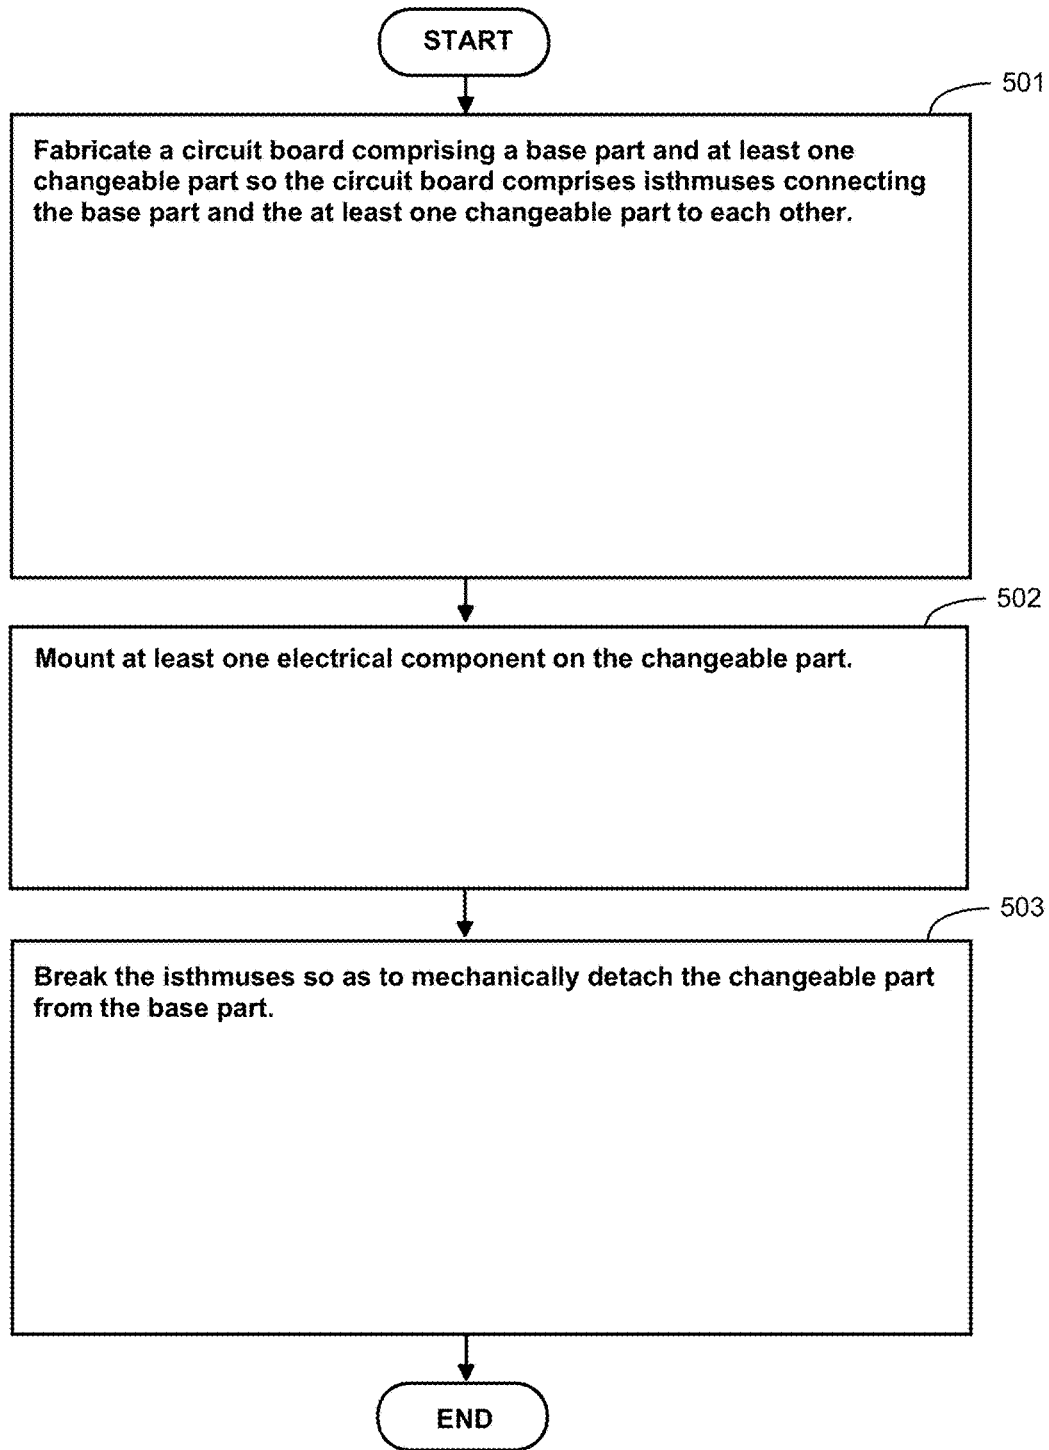 START
501
Fabricate a circuit board comprising a base part and at least one
changeable part so the circuit board comprises isthmuses connecting
the base part and the at least one changeable part to each other.
502
Mount at least one electrical component on the changeable part.
503
Break the isthmuses so as to mechanically detach the changeable part
from the base part.
END